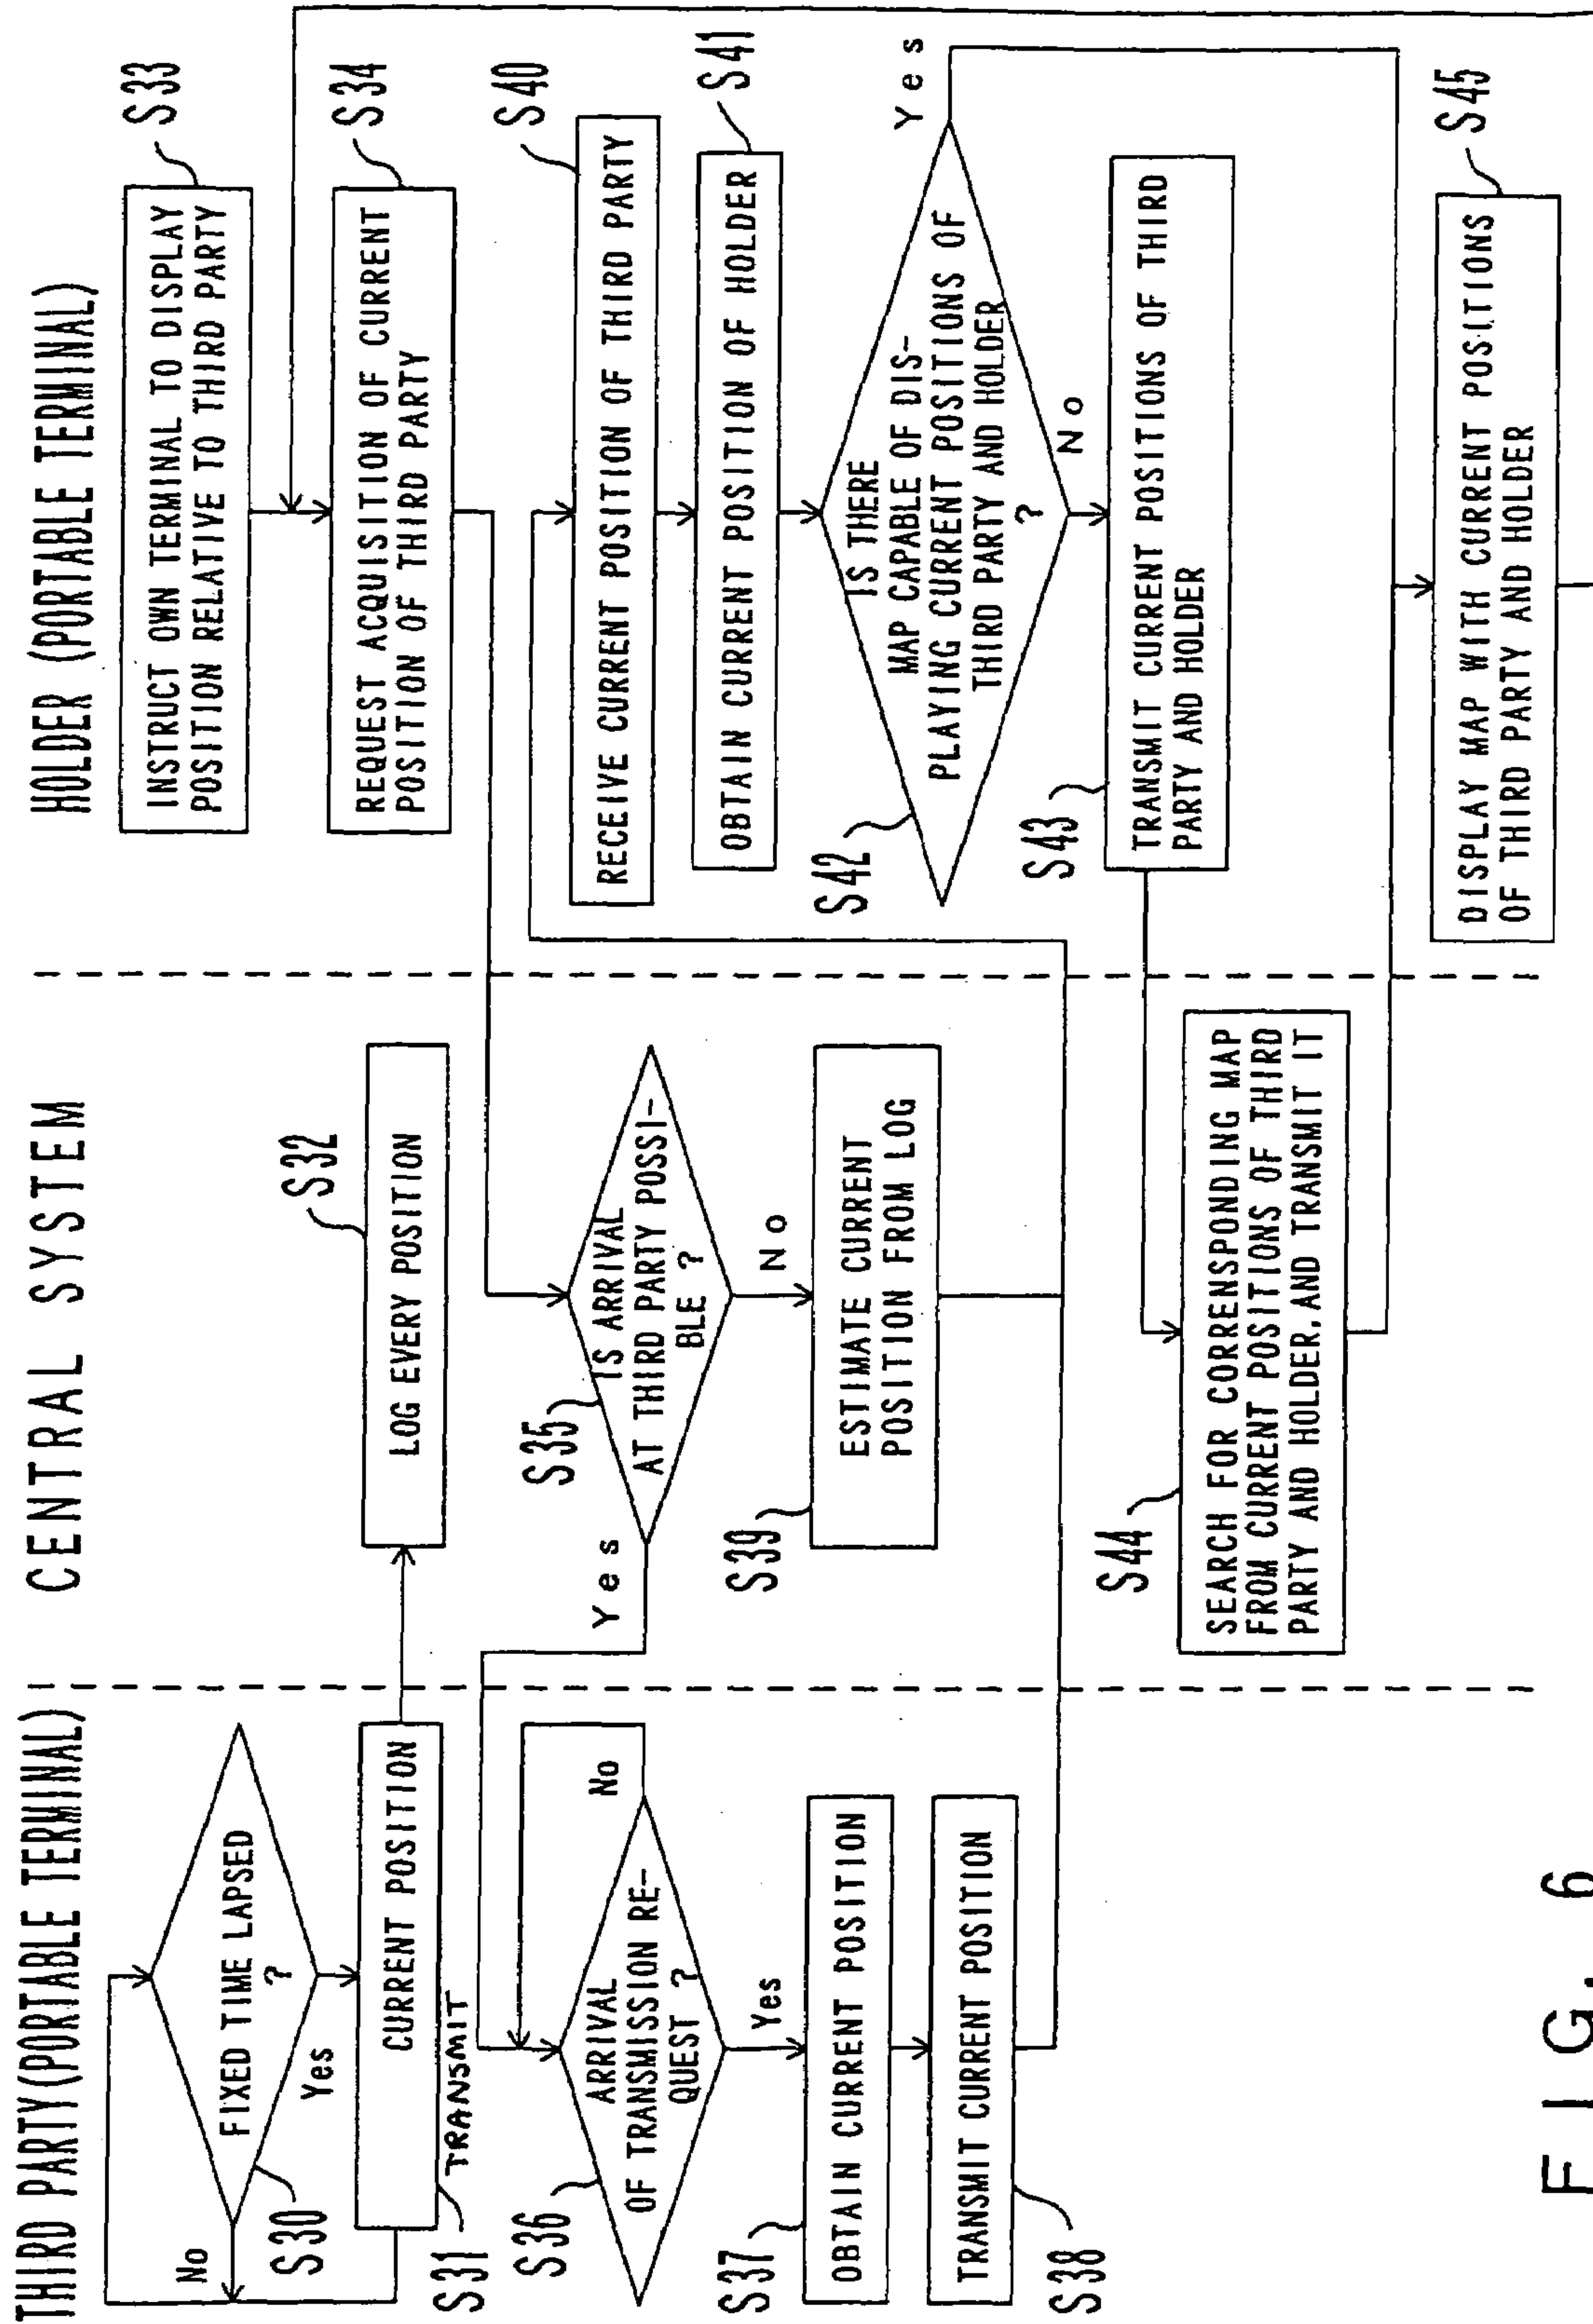 THIRD PARTY(PORTABLE TERMINAL)
No
S30
FIXED TIME LAPSED
?
Yes
S31
CURRENT POSITION
TRANSMIT
S36
ARRIVAL
OF TRANSMISSION RE-
QUEST ?
No
Yes
S37
OBTAIN CURRENT POSITION
TRANSMIT CURRENT POSITION
S38
CENTRAL SYSTEM
S32
LOG EVERY POSITION
S35
IS ARRIVAL
AT THIRD PARTY POSSI-
BLE ?
Yes
No
S39
ESTIMATE CURRENT
POSITION FROM LOG
S44
SEARCH FOR CORRENSPONDING MAP
FROM CURRENT POSITIONS OF THIRD
PARTY AND HOLDER, AND TRANSMIT IT
HOLDER (PORTABLE TERMINAL)
S33
INSTRUCT OWN TERMINAL TO DISPLAY
POSITION RELATIVE TO THIRD PARTY
S34
REQUEST ACQUISITION OF CURRENT
POSITION OF THIRD PARTY
S40
RECEIVE CURRENT POSITION OF THIRD PARTY
S41
OBTAIN CURRENT POSITION OF HOLDER
S42
IS THERE
MAP CAPABLE OF DIS-
PLAYING CURRENT POSITIONS OF
THIRD PARTY AND HOLDER
?
Yes
No
S43
TRANSMIT CURRENT POSITIONS OF THIRD
PARTY AND HOLDER
S45
DISPLAY MAP WITH CURRENT POSITIONS
OF THIRD PARTY AND HOLDER
FIG. 6